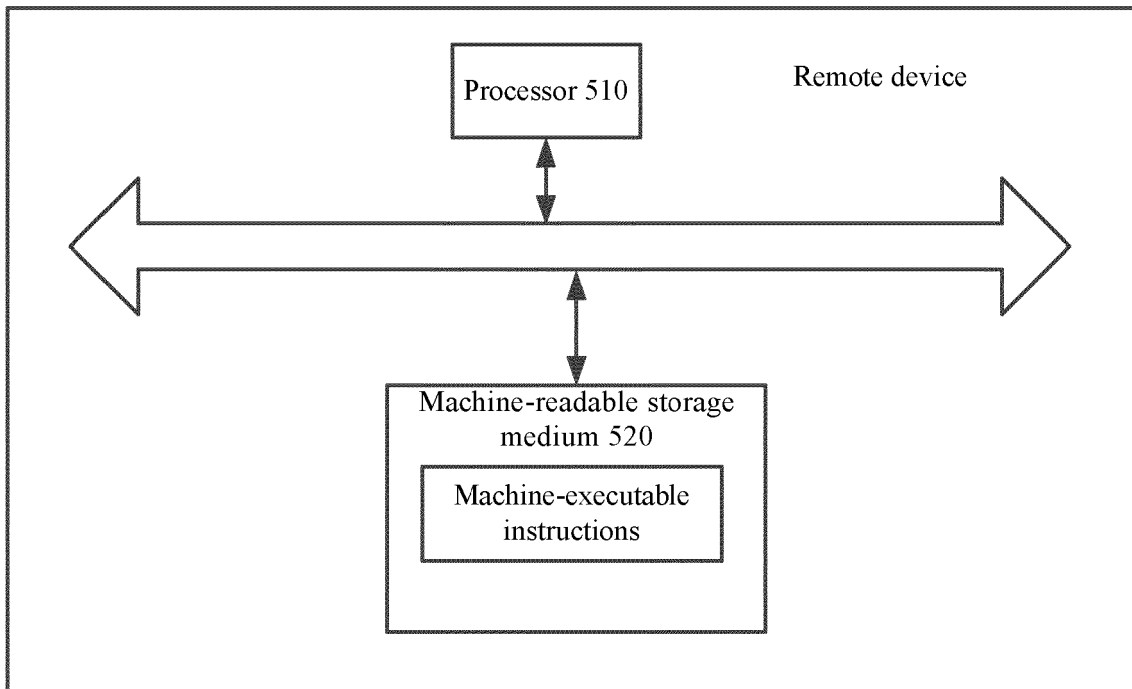 Processor 510
Remote device
Machine-readable storage
medium 520
Machine-executable
instructions